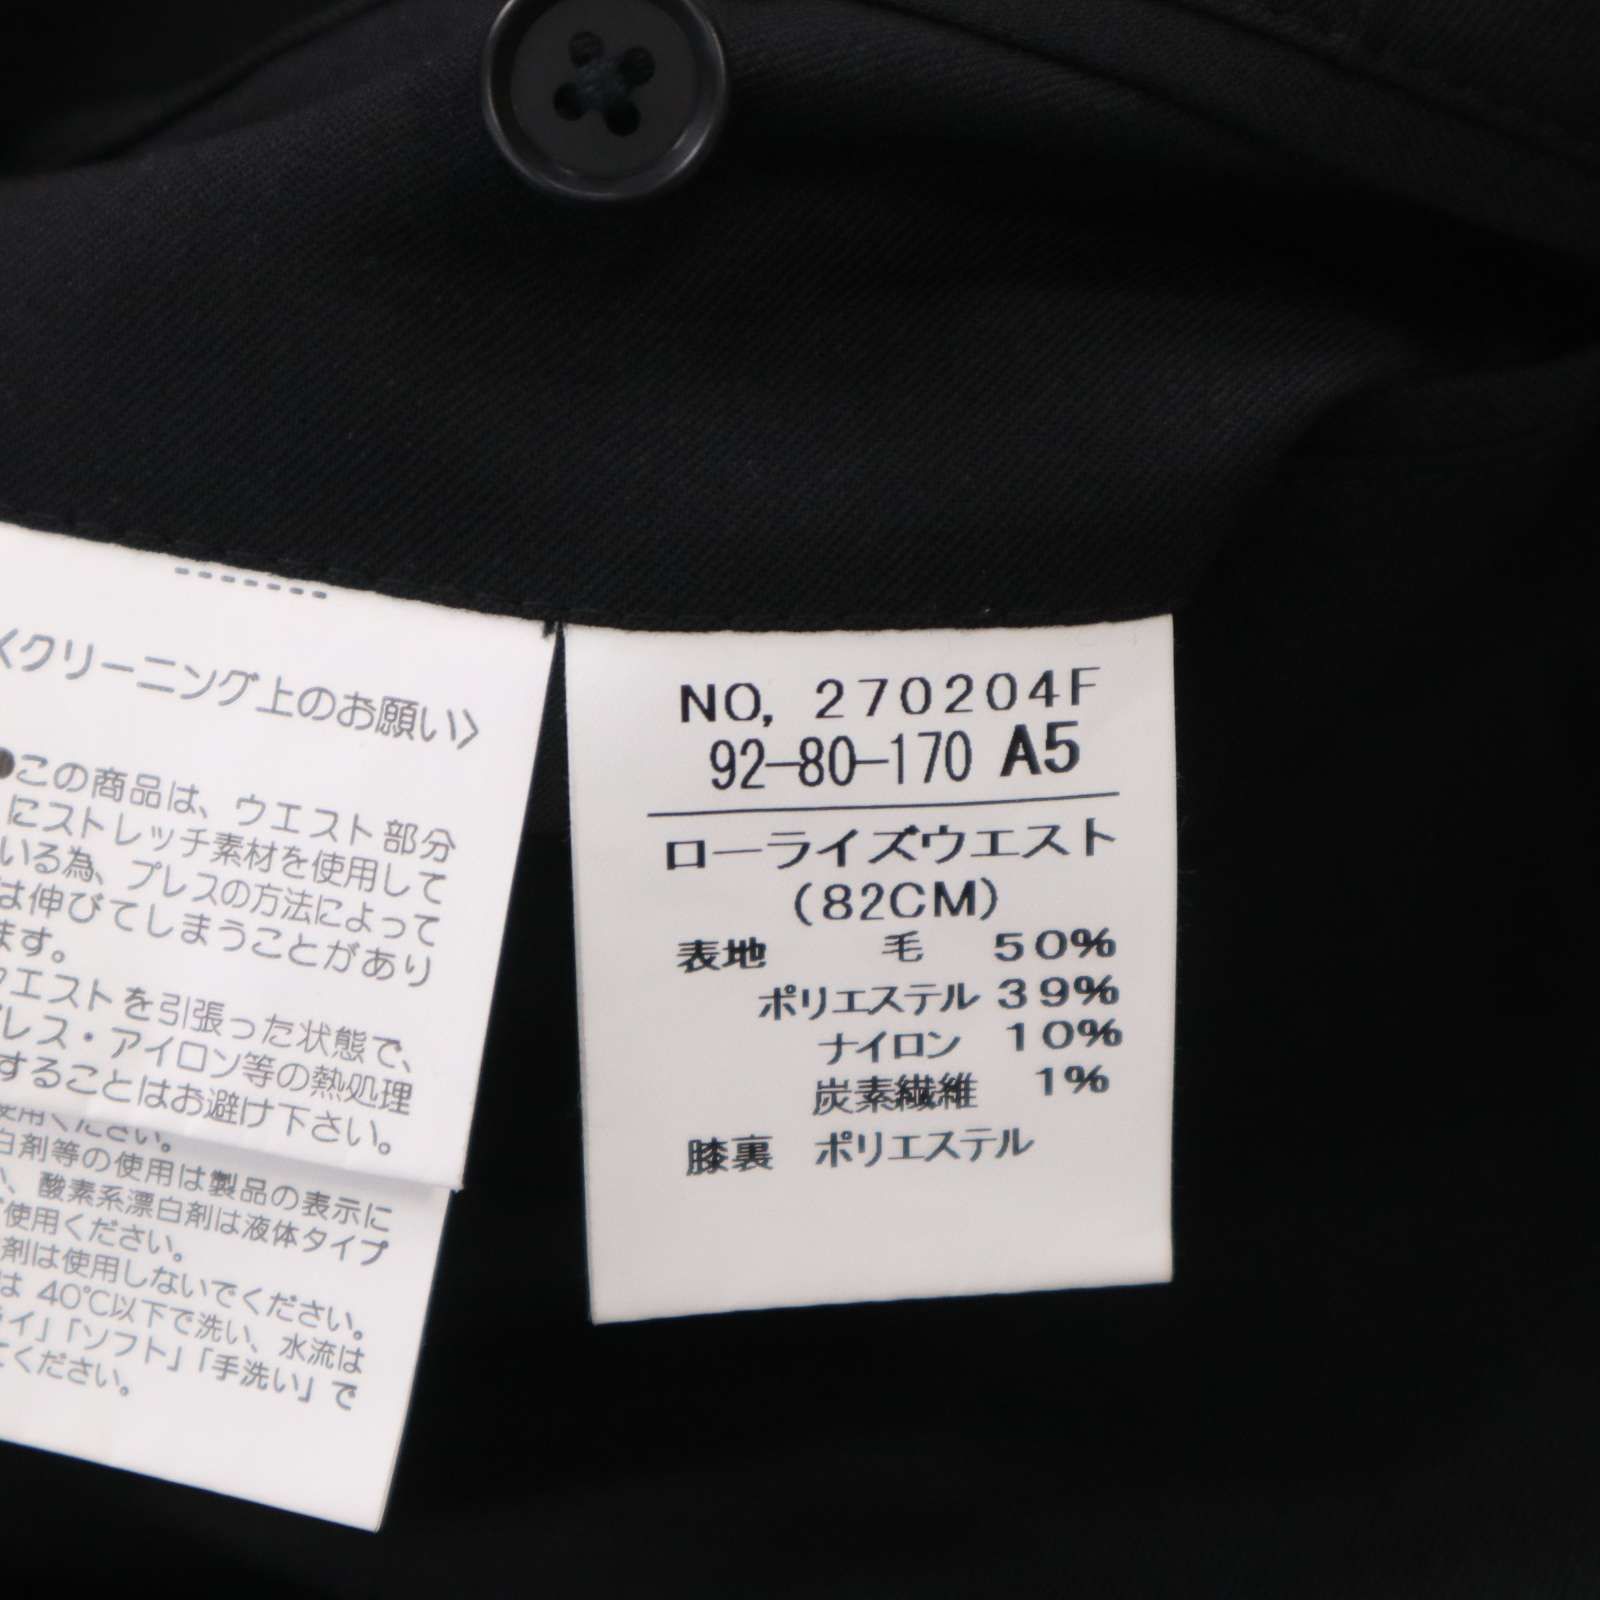 <クリーニング上のお願い>
●この商品は、ウエスト部分
にストレッチ素材を使用して
いる為、プレスの方法によって
は伸びてしまうことがあり
ます。
ウエストを引張った状態で、
プレス・アイロン等の熱処理
することはお避け下さい。
使用ください。
白剤等の使用は製品の表示に
、酸素系漂白剤は液体タイプ
使用ください。
剤は使用しないでください。
は 40℃以下で洗い、水流は
イ」「ソフト」「手洗い」で
ください。
NO, 270204F
92-80-170 A5
ローライズウエスト
(82CM)
表地 毛 50%
ポリエステル 39%
ナイロン 10%
炭素繊維 1%
膝裏 ポリエステル